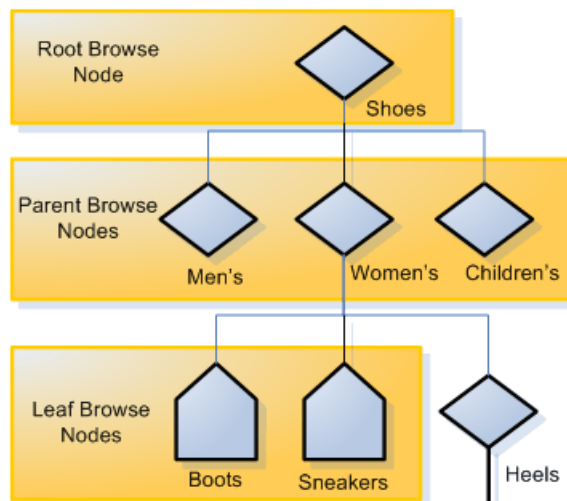 Root Browse
Node
Shoes
Parent Browse
Nodes
Men's
Women's
Children's
Leaf Browse
Nodes
Boots
Sneakers
Heels